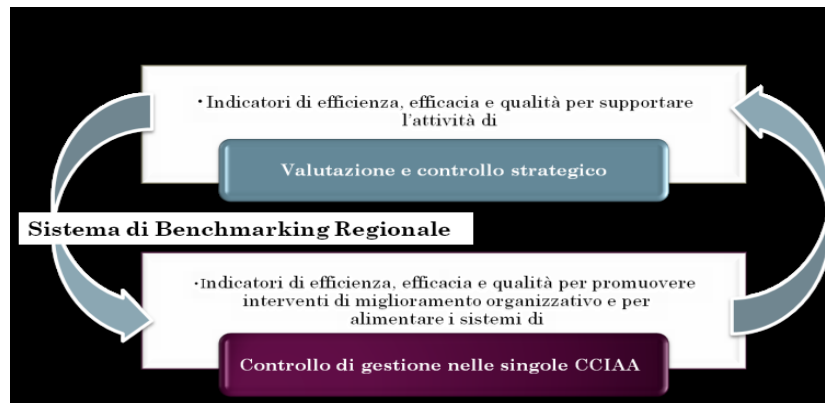 ·Indicatori di efficienza, efficacia e qualità per supportare
l'attività di
Valutazione e controllo strategico
Sistema di Benchmarking Regionale
·Indicatori di efficienza, efficacia e qualità per promuovere
interventi di miglioramento organizzativo e per
alimentare i sistemi di
Controllo di gestione nelle singole CCIAA